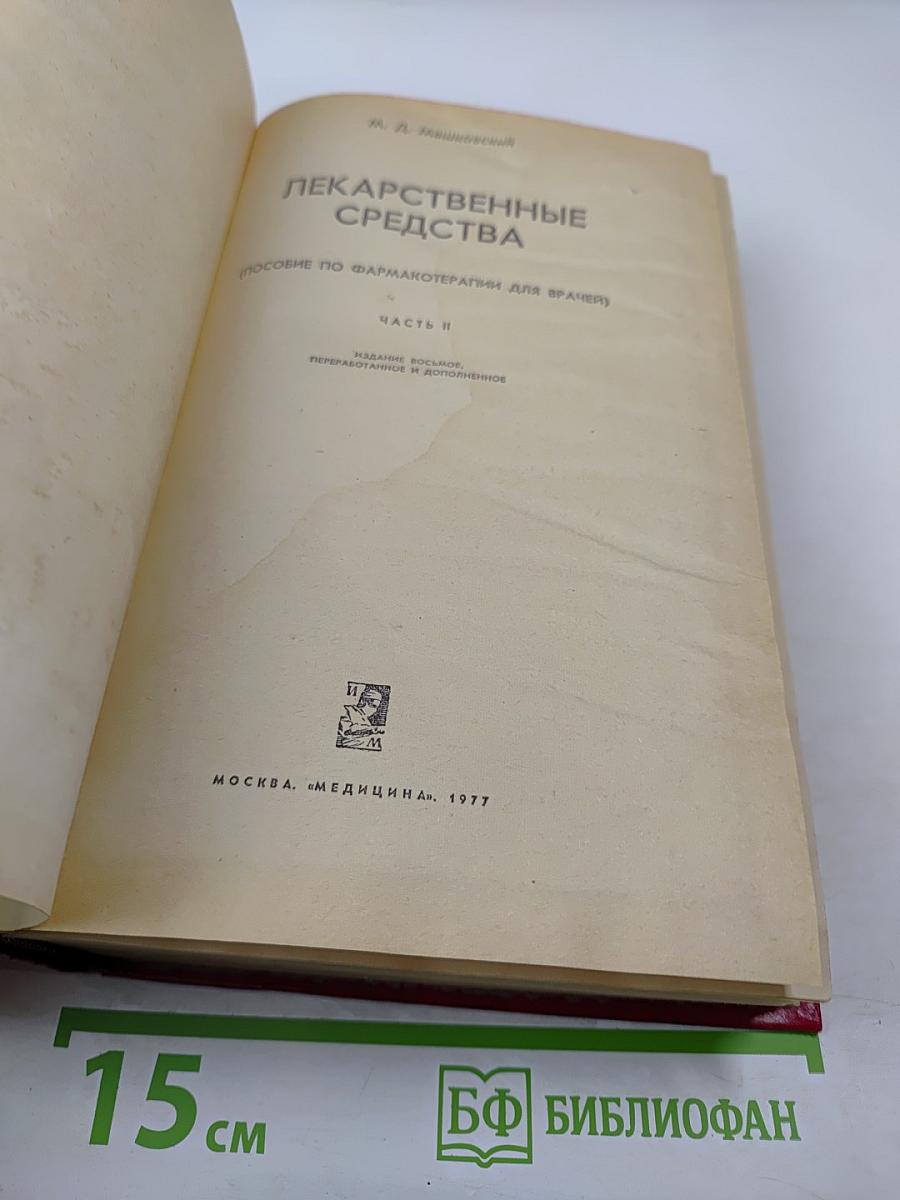 М. Д. Машковский
ЛЕКАРСТВЕННЫЕ
СРЕДСТВА
(ПОСОБИЕ ПО ФАРМАКОТЕРАПИИ ДЛЯ ВРАЧЕЙ)
ЧАСТЬ II
ИЗДАНИЕ ВОСЬМОЕ,
ПЕРЕРАБОТАННОЕ И ДОПОЛНЕННОЕ
И
М
МОСКВА. «МЕДИЦИНА». 1977
15 см
БФ БИБЛИОФАН